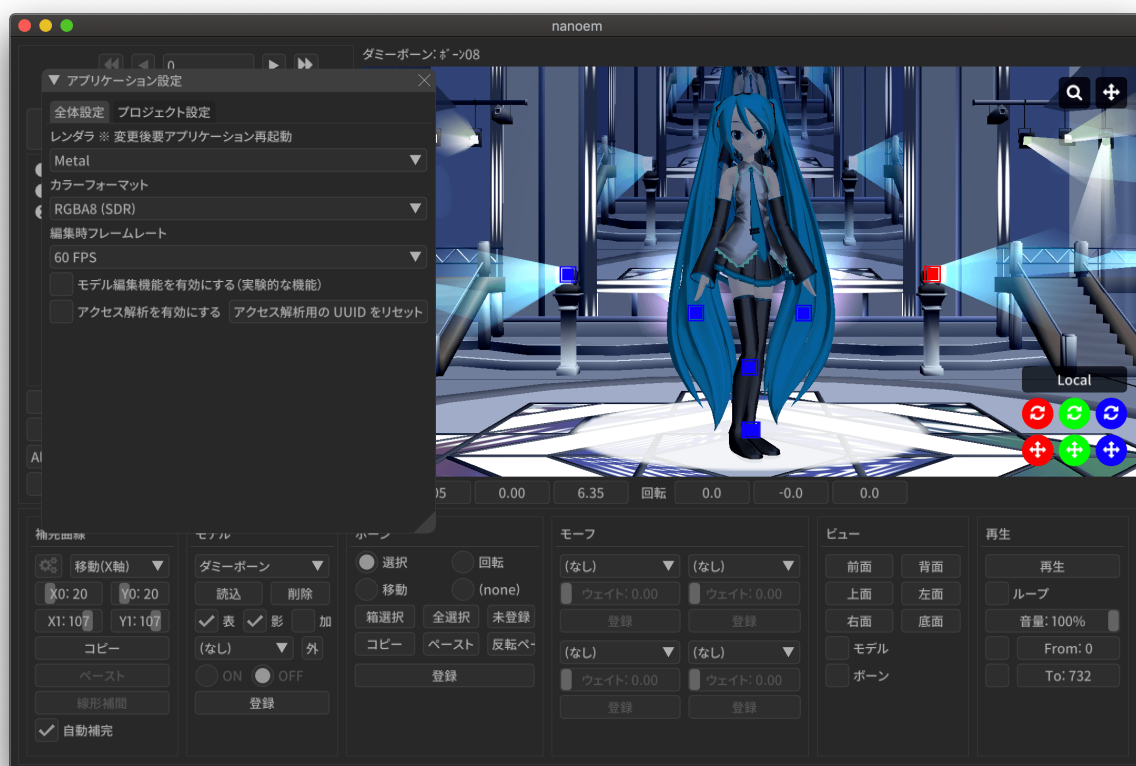 nanoem
ダミーボーン:ボーン08
0
アプリケーション設定
全体設定 プロジェクト設定
レンダラ ※ 変更後要アプリケーション再起動
Metal
カラーフォーマット
RGBA8 (SDR)
編集時フレームレート
60 FPS
モデル編集機能を有効にする(実験的な機能)
アクセス解析を有効にする アクセス解析用の UUID をリセット
Local
0.00 6.35 回転 0.0 -0.0 0.0
補完曲線 モデル ボーン モーフ ビュー 再生
移動(X軸)
X0: 20 Y0: 20
X1: 107 Y1: 107
コピー
ペースト
線形補間
自動補完
ダミーボーン
読込 削除
表 影 加
(なし) 外
ON OFF
登録
選択 回転
移動 (none)
箱選択 全選択 未登録
コピー ペースト 反転ペ
登録
(なし) (なし)
ウェイト: 0.00 ウェイト: 0.00
登録 登録
(なし) (なし)
ウェイト: 0.00 ウェイト: 0.00
登録 登録
前面 背面
上面 左面
右面 底面
モデル
ボーン
再生
ループ
音量: 100%
From: 0
To: 732